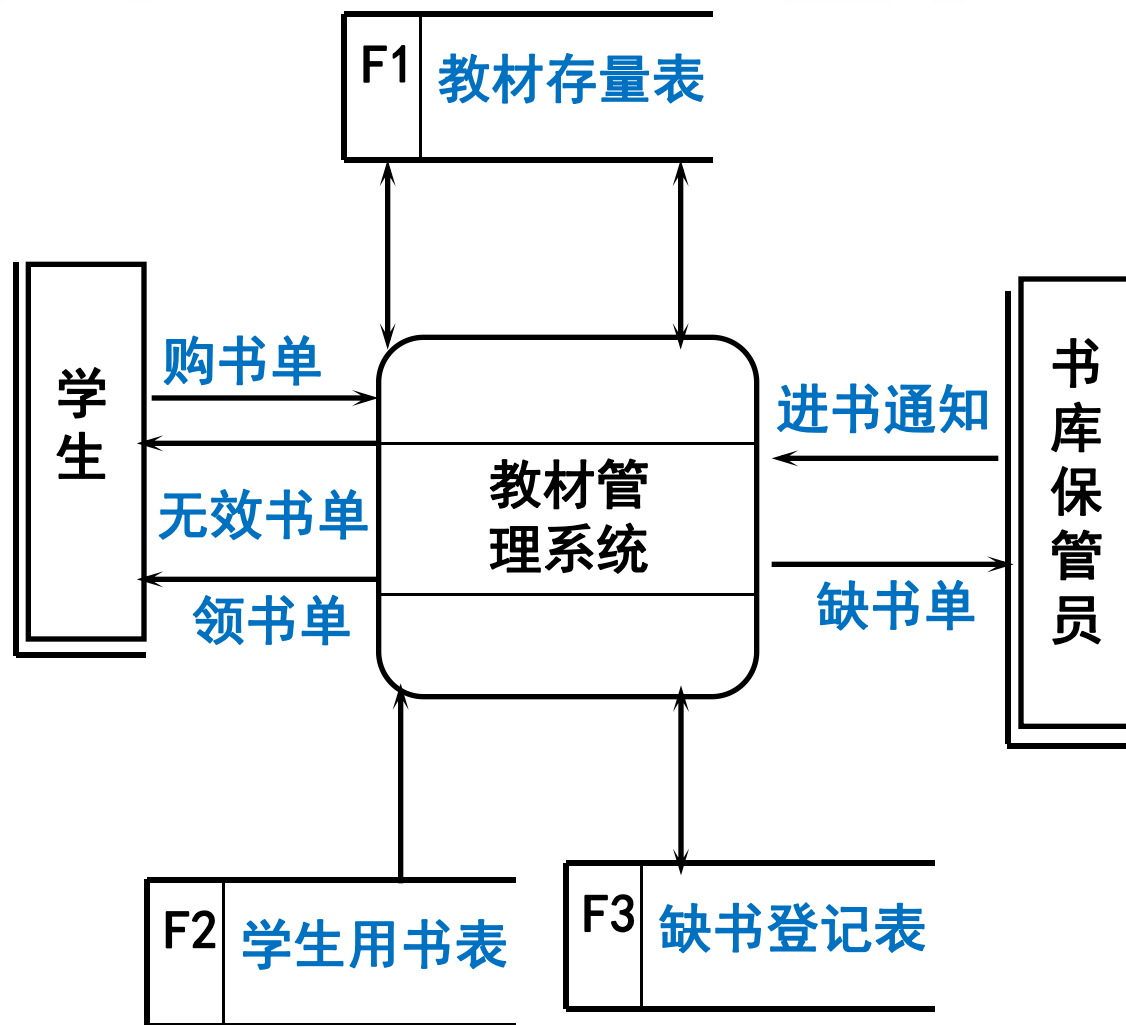 F1
教材存量表
学
生
购书单
无效书单
领书单
教材管
理系统
进书通知
缺书单
书
库
保
管
员
F2
学生用书表
F3
缺书登记表